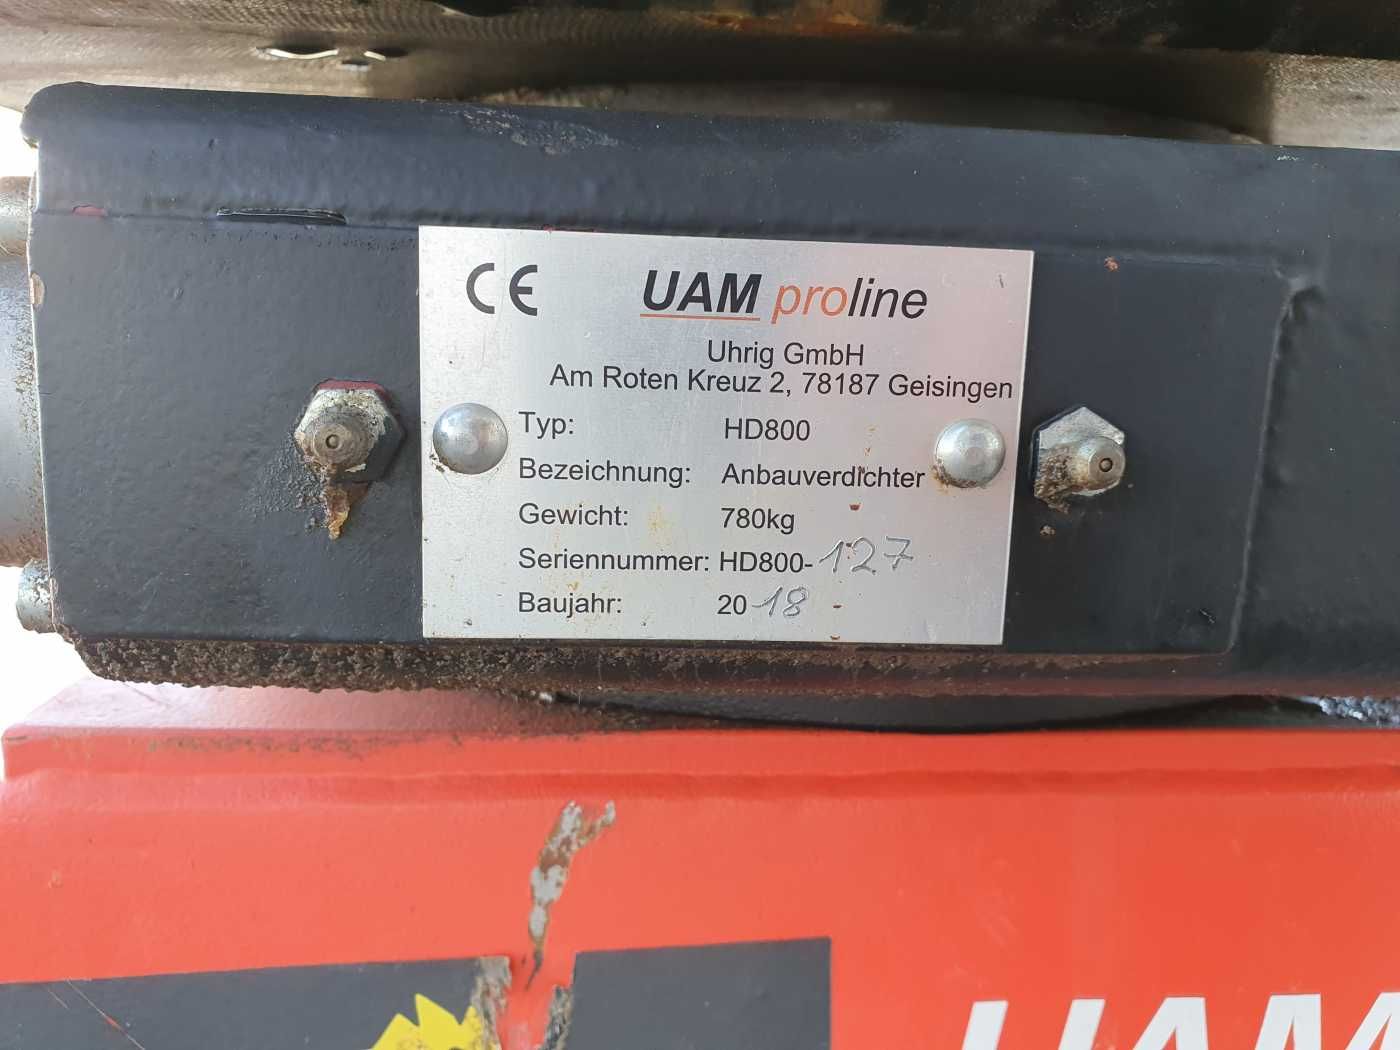 CE UAM proline
Uhrig GmbH
Am Roten Kreuz 2, 78187 Geisingen
Typ: HD800
Bezeichnung: Anbauverdichter
Gewicht: 780kg
Seriennummer: HD800-127
Baujahr: 2018
UAM